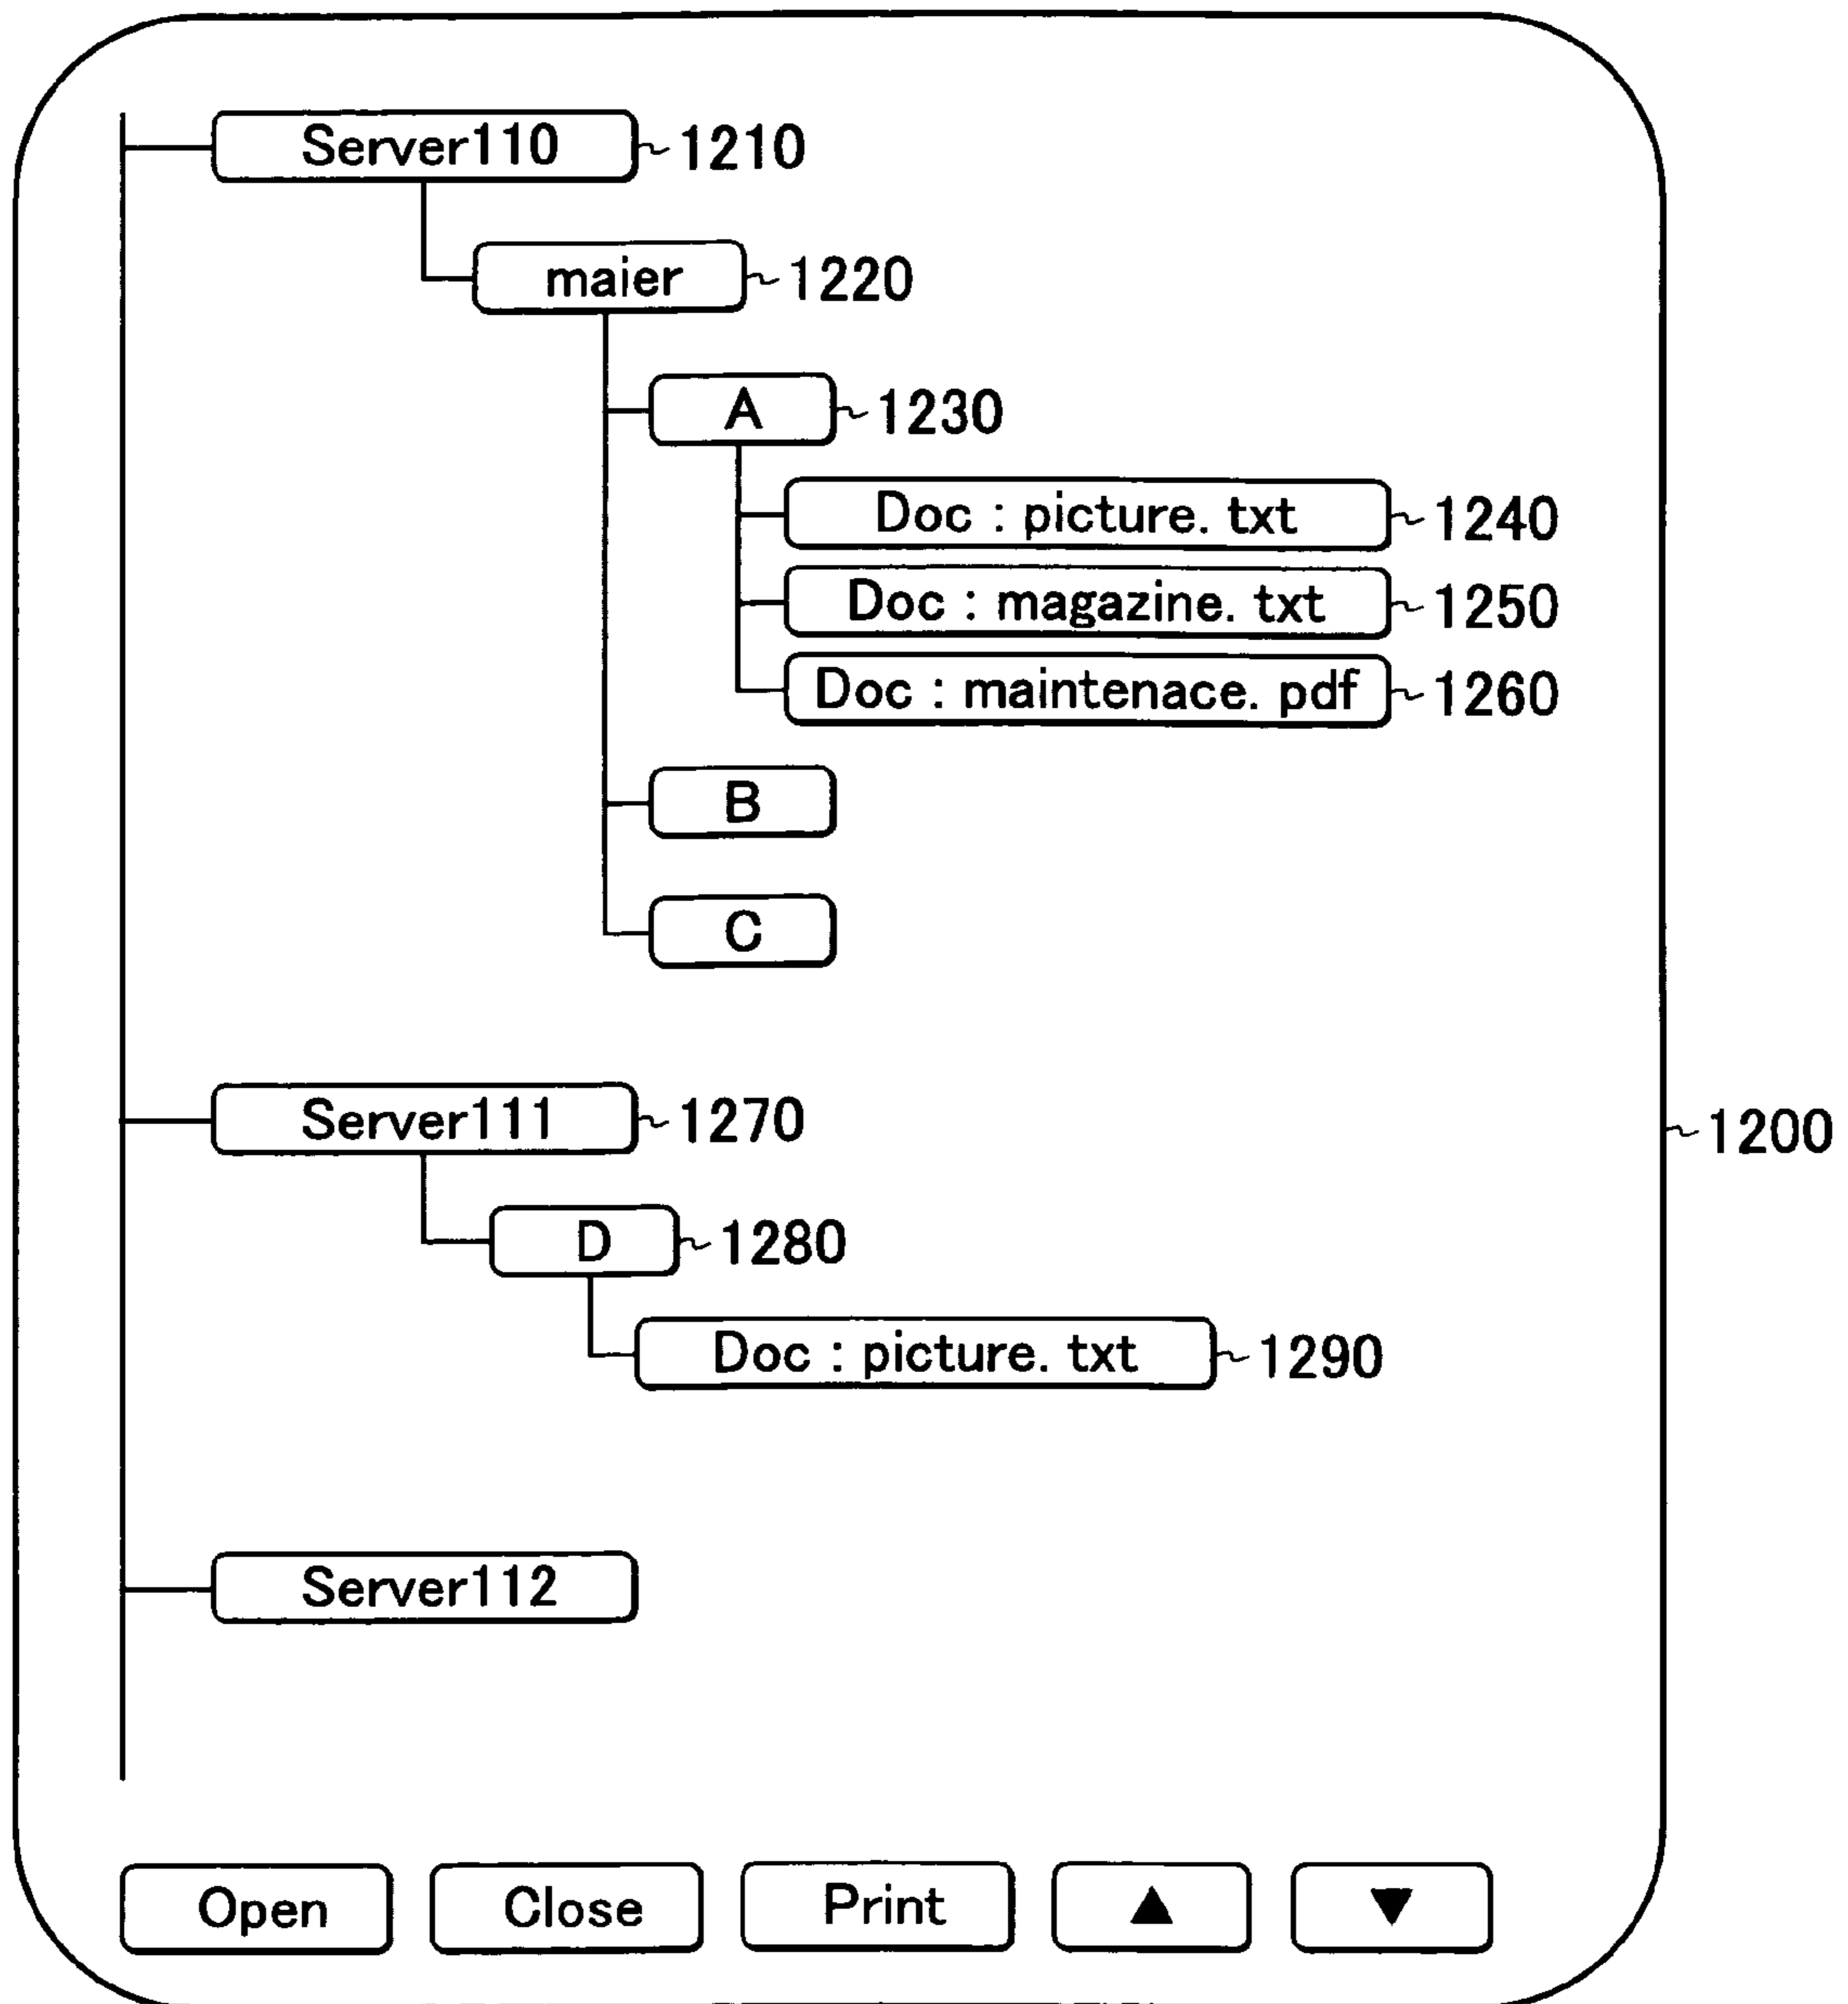 Server110 1210
maier 1220
A 1230
Doc : picture. txt 1240
Doc : magazine. txt 1250
Doc : maintenace. pdf 1260
B
C
Server111 1270
1200
D 1280
Doc : picture. txt 1290
Server112
Open Close Print ▲ ▼